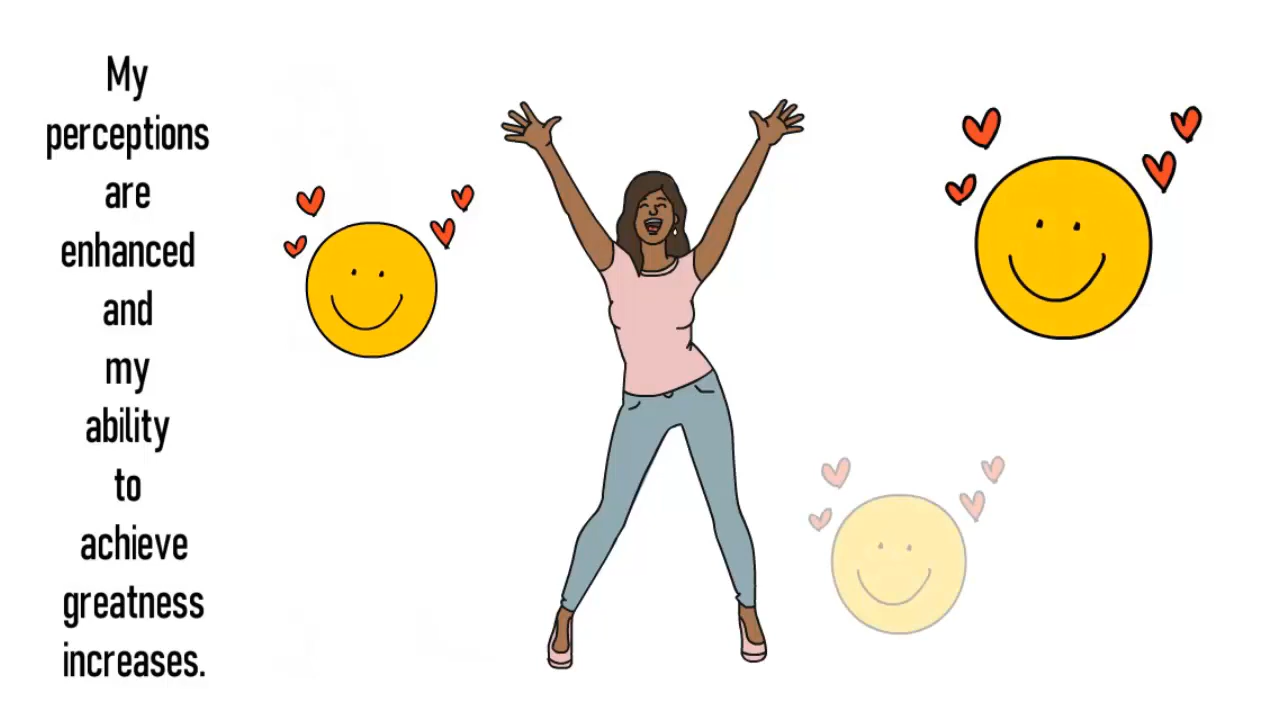 My
perceptions
are
enhanced
and
my
ability
to
achieve
greatness
increases.